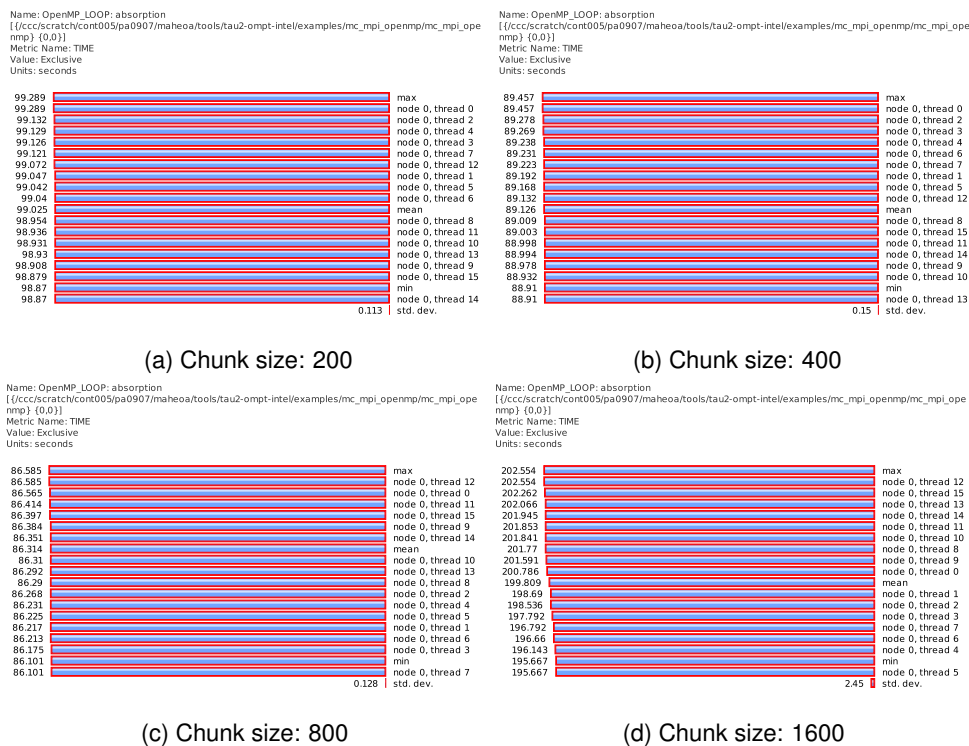 Name: OpenMP_LOOP: absorption
[{/ccc/scratch/cont005/pa0907/maheoa/tools/tau2-ompt-intel/examples/mc_mpi_openmp/mc_mpi_ope
nmp} {0,0}]
Metric Name: TIME
Value: Exclusive
Units: seconds
99.289 max
99.289 node 0, thread 0
99.132 node 0, thread 2
99.129 node 0, thread 4
99.126 node 0, thread 3
99.121 node 0, thread 7
99.072 node 0, thread 12
99.047 node 0, thread 1
99.042 node 0, thread 5
99.04 node 0, thread 6
99.025 mean
98.954 node 0, thread 8
98.936 node 0, thread 11
98.931 node 0, thread 10
98.93 node 0, thread 13
98.908 node 0, thread 9
98.879 node 0, thread 15
98.87 min
98.87 node 0, thread 14
0.113 std. dev.
(a) Chunk size: 200
Name: OpenMP_LOOP: absorption
[{/ccc/scratch/cont005/pa0907/maheoa/tools/tau2-ompt-intel/examples/mc_mpi_openmp/mc_mpi_ope
nmp} {0,0}]
Metric Name: TIME
Value: Exclusive
Units: seconds
89.457 max
89.457 node 0, thread 0
89.278 node 0, thread 2
89.269 node 0, thread 3
89.238 node 0, thread 4
89.231 node 0, thread 6
89.223 node 0, thread 7
89.192 node 0, thread 1
89.168 node 0, thread 5
89.132 node 0, thread 12
89.126 mean
89.009 node 0, thread 8
89.003 node 0, thread 15
88.998 node 0, thread 11
88.994 node 0, thread 14
88.978 node 0, thread 9
88.932 node 0, thread 10
88.91 min
88.91 node 0, thread 13
0.15 std. dev.
(b) Chunk size: 400
Name: OpenMP_LOOP: absorption
[{/ccc/scratch/cont005/pa0907/maheoa/tools/tau2-ompt-intel/examples/mc_mpi_openmp/mc_mpi_ope
nmp} {0,0}]
Metric Name: TIME
Value: Exclusive
Units: seconds
86.585 max
86.585 node 0, thread 12
86.565 node 0, thread 0
86.414 node 0, thread 11
86.397 node 0, thread 15
86.384 node 0, thread 9
86.351 node 0, thread 14
86.314 mean
86.31 node 0, thread 10
86.292 node 0, thread 13
86.29 node 0, thread 8
86.268 node 0, thread 2
86.231 node 0, thread 4
86.225 node 0, thread 5
86.217 node 0, thread 1
86.213 node 0, thread 6
86.175 node 0, thread 3
86.101 min
86.101 node 0, thread 7
0.128 std. dev.
(c) Chunk size: 800
Name: OpenMP_LOOP: absorption
[{/ccc/scratch/cont005/pa0907/maheoa/tools/tau2-ompt-intel/examples/mc_mpi_openmp/mc_mpi_ope
nmp} {0,0}]
Metric Name: TIME
Value: Exclusive
Units: seconds
202.554 max
202.554 node 0, thread 12
202.262 node 0, thread 15
202.066 node 0, thread 13
201.945 node 0, thread 14
201.853 node 0, thread 11
201.841 node 0, thread 10
201.77 node 0, thread 8
201.591 node 0, thread 9
200.786 node 0, thread 0
199.809 mean
198.69 node 0, thread 1
198.536 node 0, thread 2
197.792 node 0, thread 3
196.792 node 0, thread 7
196.66 node 0, thread 6
196.143 node 0, thread 4
195.667 min
195.667 node 0, thread 5
2.45 std. dev.
(d) Chunk size: 1600